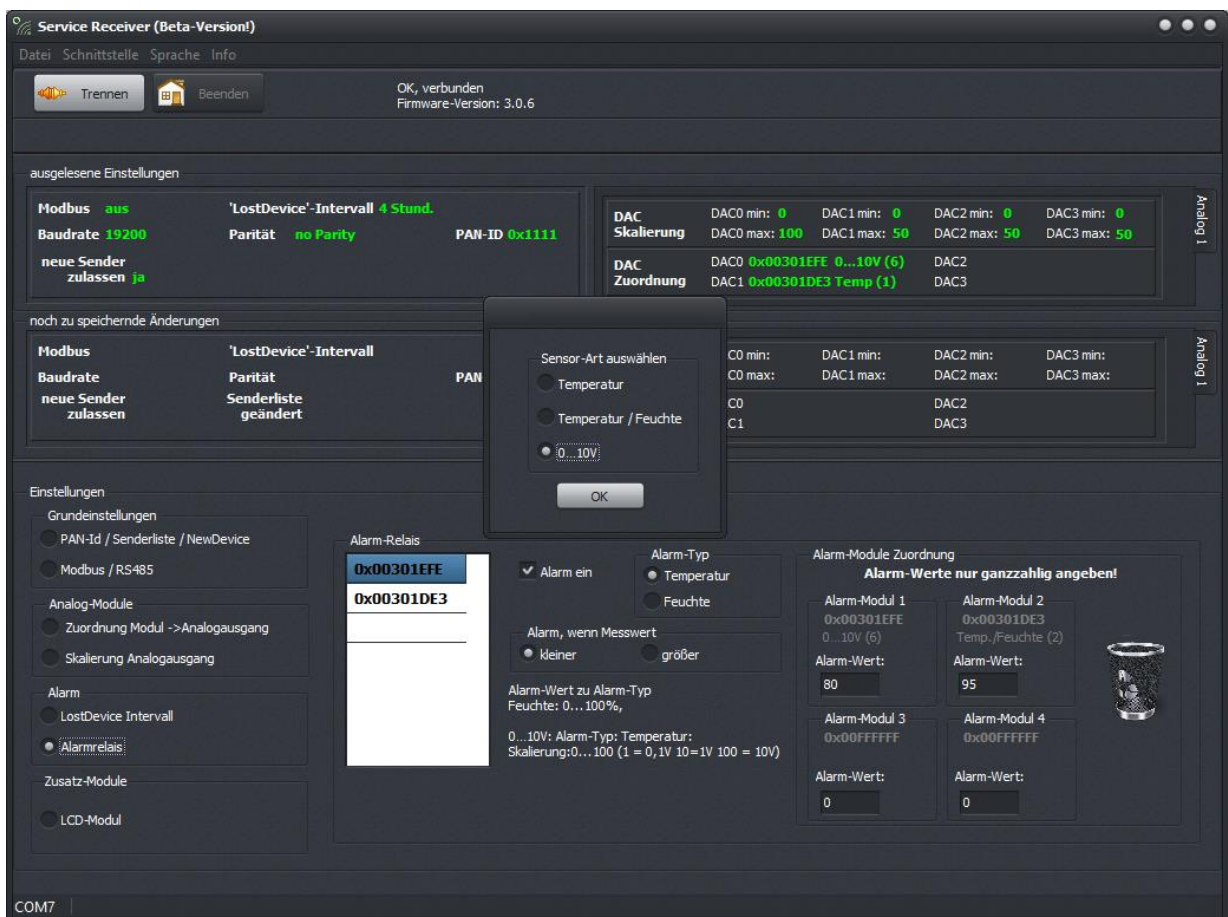 Service Receiver (Beta-Version!)
Datei Schnittstelle Sprache Info
Trennen
Beenden
OK, verbunden
Firmware-Version: 3.0.6
ausgelesene Einstellungen
Modbus aus
'LostDevice'-Intervall 4 Stund.
Baudrate 19200
Parität no Parity
PAN-ID 0x1111
neue Sender
zulassen ja
DAC
Skalierung
DAC0 min: 0 DAC1 min: 0 DAC2 min: 0 DAC3 min: 0
DAC0 max: 100 DAC1 max: 50 DAC2 max: 50 DAC3 max: 50
DAC
Zuordnung
DAC0 0x00301EFE 0...10V (6) DAC2
DAC1 0x00301DE3 Temp (1) DAC3
Analog 1
noch zu speichernde Änderungen
Modbus
'LostDevice'-Intervall
Baudrate
Parität
PAN
neue Sender
zulassen
Senderliste
geändert
C0 min: DAC1 min: DAC2 min: DAC3 min:
C0 max: DAC1 max: DAC2 max: DAC3 max:
C0 DAC2
C1 DAC3
Analog 1
Sensor-Art auswählen
Temperatur
Temperatur / Feuchte
0...10V
OK
Einstellungen
Grundeinstellungen
PAN-Id / Senderliste / NewDevice
Modbus / RS485
Analog-Module
Zuordnung Modul ->Analogausgang
Skalierung Analogausgang
Alarm
LostDevice Intervall
Alarmrelais
Zusatz-Module
LCD-Modul
Alarm-Relais
0x00301EFE
0x00301DE3
Alarm ein
Alarm-Typ
Temperatur
Feuchte
Alarm, wenn Messwert
kleiner größer
Alarm-Wert zu Alarm-Typ
Feuchte: 0...100%,
0...10V: Alarm-Typ: Temperatur:
Skalierung:0...100 (1 = 0,1V 10=1V 100 = 10V)
Alarm-Module Zuordnung
Alarm-Werte nur ganzzahlig angeben!
Alarm-Modul 1
0x00301EFE
0...10V (6)
Alarm-Wert:
80
Alarm-Modul 2
0x00301DE3
Temp./Feuchte (2)
Alarm-Wert:
95
Alarm-Modul 3
0x00FFFFFF
Alarm-Wert:
0
Alarm-Modul 4
0x00FFFFFF
Alarm-Wert:
0
COM7